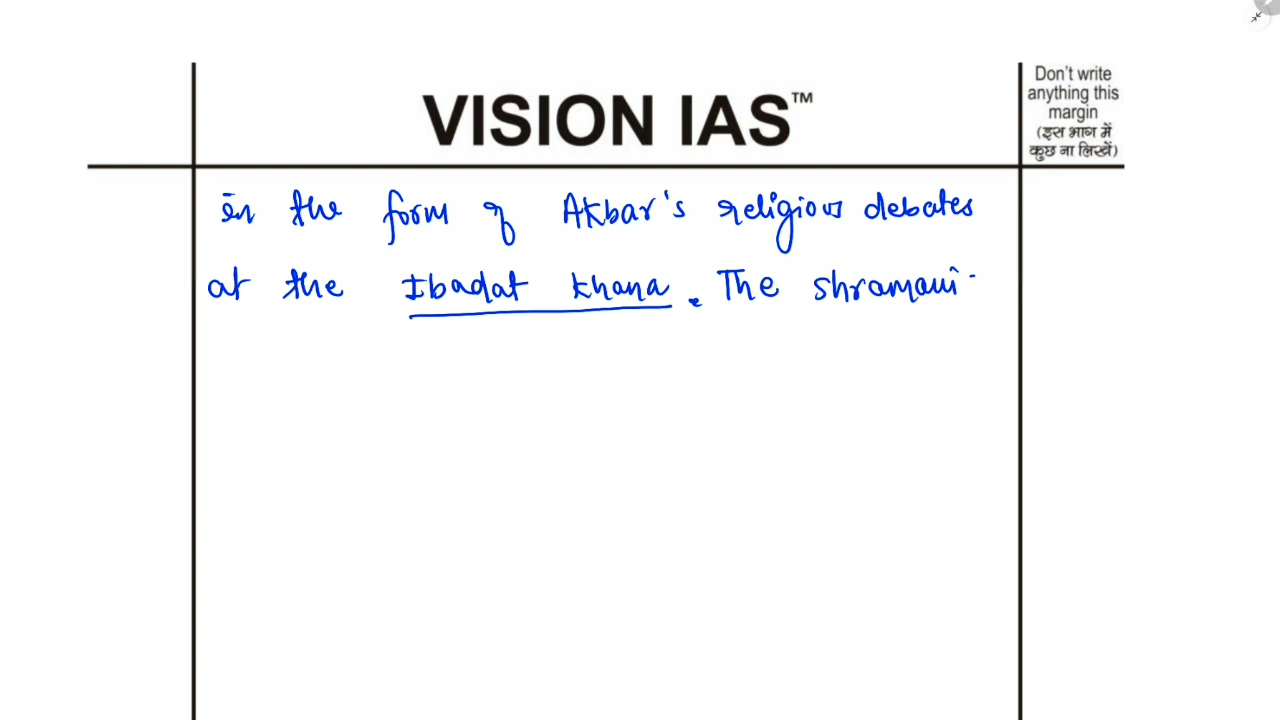 VISION IAS™
Don't write
anything this
margin
(इस भाग में
कुछ ना लिखें)
in the form of Akbar's religious debates
at the Ibadat Khana. The shramani-